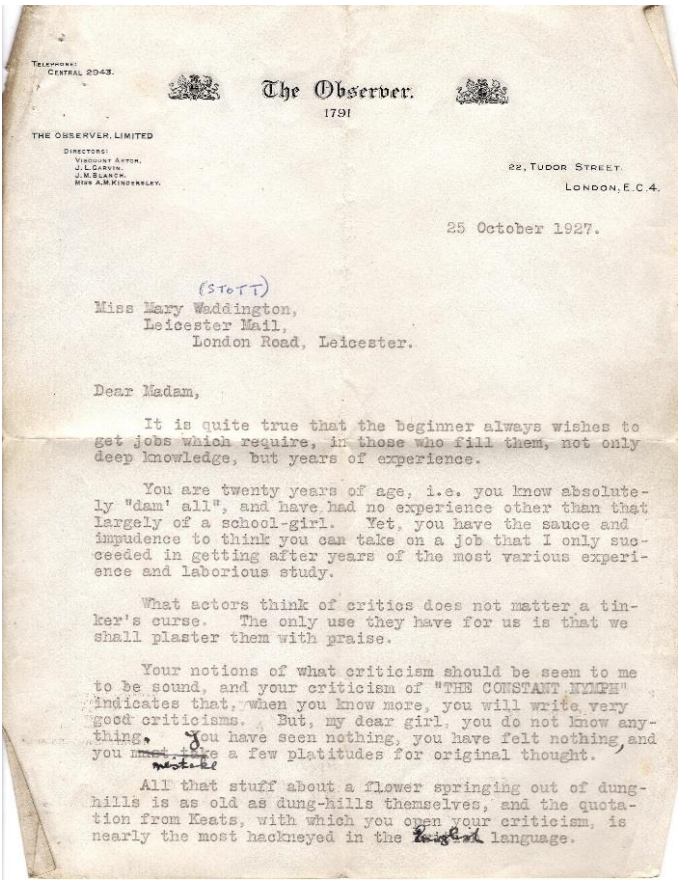 TELEPHONE:
CENTRAL 2943.
The Observer.
1791
THE OBSERVER, LIMITED
DIRECTORS:
VISCOUNT ASTOR.
J. L. GARVIN.
J. M. BLANCH.
MISS A. M. KINDERSLEY.
22, TUDOR STREET.
LONDON, E.C.4.
25 October 1927.
(STOTT)
Miss Mary Waddington,
Leicester Mail,
London Road, Leicester.
Dear Madam,
It is quite true that the beginner always wishes to
get jobs which require, in those who fill them, not only
deep knowledge, but years of experience.
You are twenty years of age, i.e. you know absolute-
ly "dam' all", and have had no experience other than that
largely of a school-girl. Yet, you have the sauce and
impudence to think you can take on a job that I only suc-
ceeded in getting after years of the most various experi-
ence and laborious study.
What actors think of critics does not matter a tin-
ker's curse. The only use they have for us is that we
shall plaster them with praise.
Your notions of what criticism should be seem to me
to be sound, and your criticism of "THE CONSTANT NYMPH"
indicates that, when you know more, you will write very
good criticisms. But, my dear girl, you do not know any-
thing. You have seen nothing, you have felt nothing, and
you must take a few platitudes for original thought.
mistake
All that stuff about a flower springing out of dung-
hills is as old as dung-hills themselves, and the quota-
tion from Keats, with which you open your criticism, is
nearly the most hackneyed in the English language.